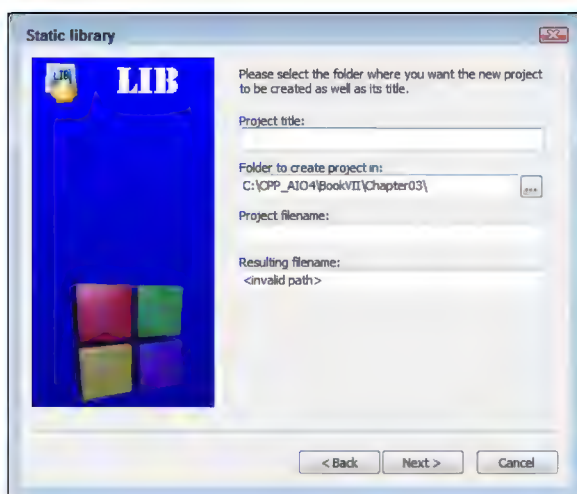 Static library
LIB
LIB
Please select the folder where you want the new project
to be created as well as its title.
Project title:
Folder to create project in:
C:\CPP_AIO4\BookVII\Chapter03\
...
Project filename:
Resulting filename:
<invalid path>
< Back
Next >
Cancel